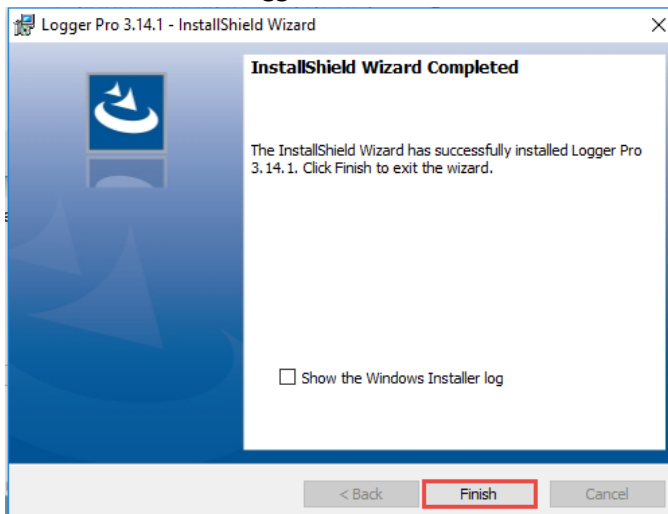 Logger Pro 3.14.1 - InstallShield Wizard
InstallShield Wizard Completed
The InstallShield Wizard has successfully installed Logger Pro
3.14.1. Click Finish to exit the wizard.
Show the Windows Installer log
< Back Finish Cancel